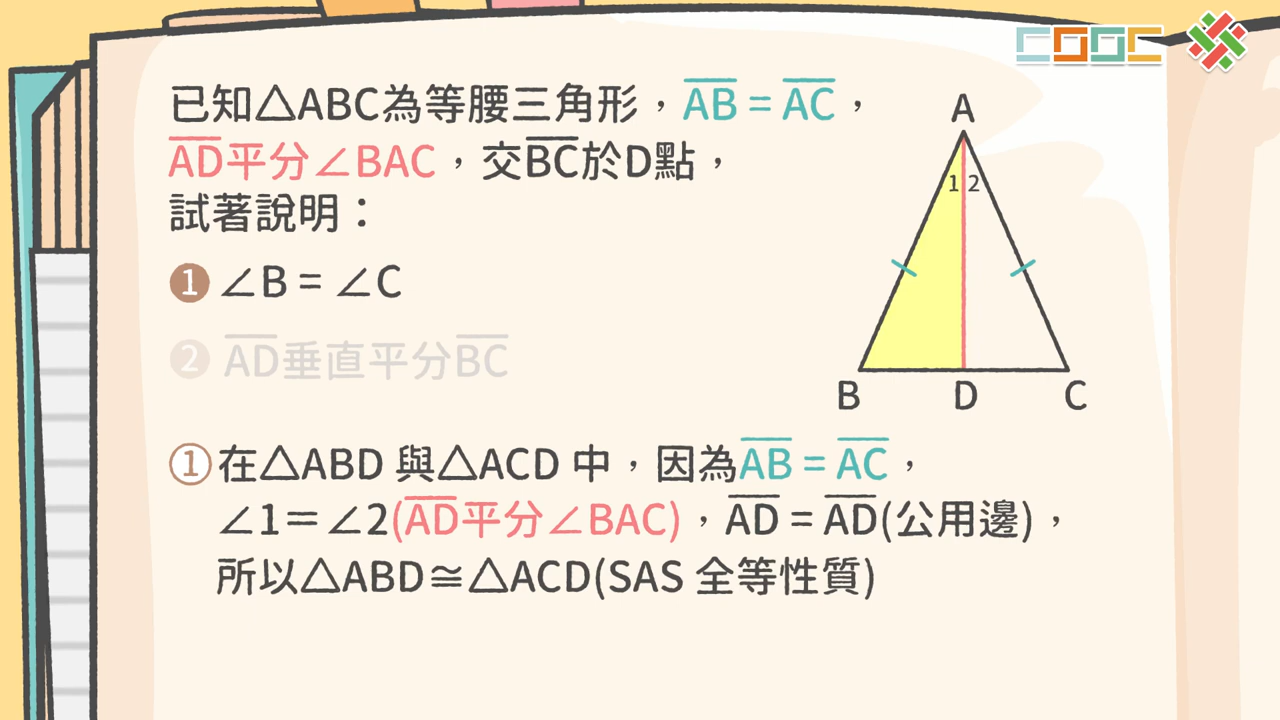 COOC
已知△ABC為等腰三角形，AB = AC，
AD平分∠BAC，交BC於D點，
試著說明：
1 ∠B = ∠C
2 AD垂直平分BC
A
1 2
B D C
①在△ABD 與△ACD 中，因為AB = AC，
∠1＝∠2(AD平分∠BAC)，AD = AD(公用邊)，
所以△ABD≅△ACD(SAS 全等性質)